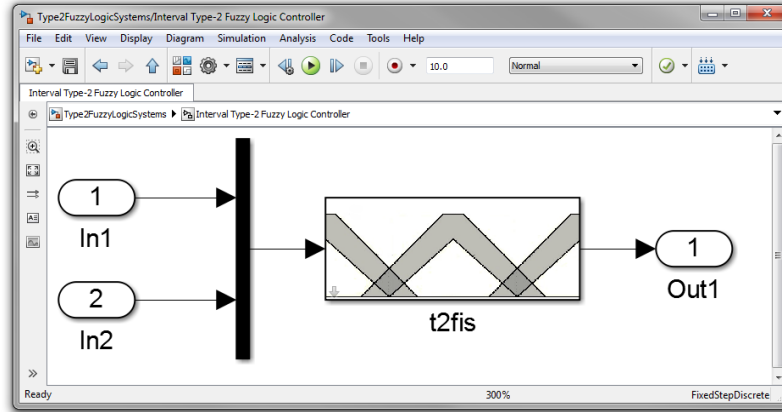 Type2FuzzyLogicSystems/Interval Type-2 Fuzzy Logic Controller
File Edit View Display Diagram Simulation Analysis Code Tools Help
10.0 Normal
Interval Type-2 Fuzzy Logic Controller
Type2FuzzyLogicSystems Interval Type-2 Fuzzy Logic Controller
1
In1
2
In2
t2fis
1
Out1
Ready 300% FixedStepDiscrete